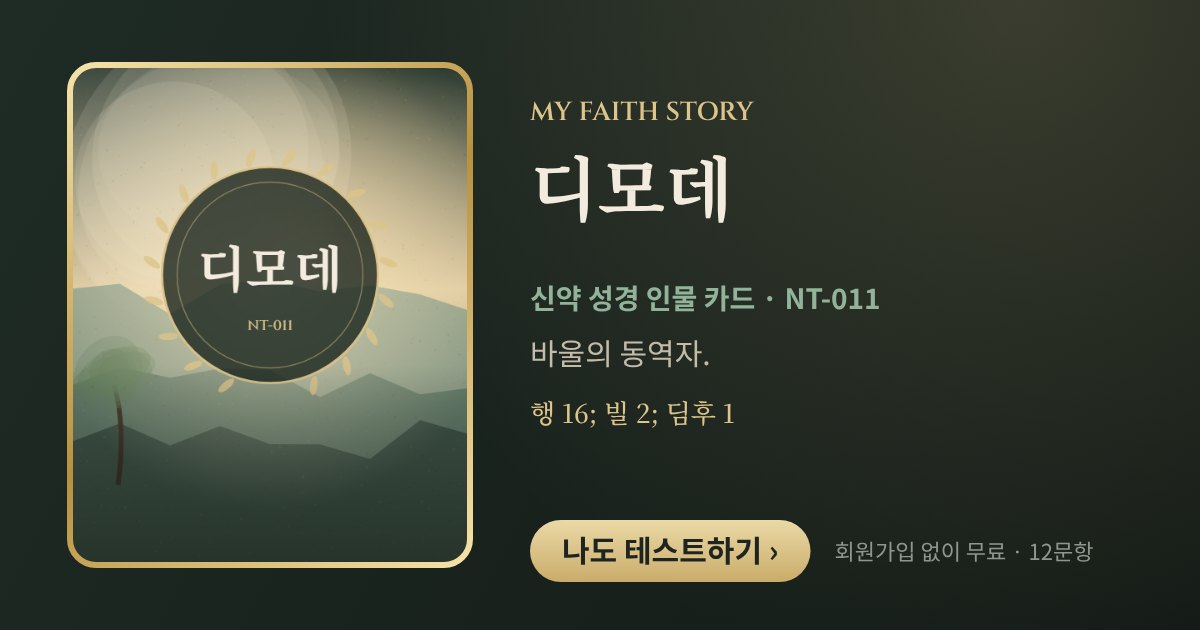 디모데
NT-011
MY FAITH STORY
디모데
신약 성경 인물 카드 · NT-011
바울의 동역자.
행 16; 빌 2; 딤후 1
나도 테스트하기 ›
회원가입 없이 무료 · 12문항